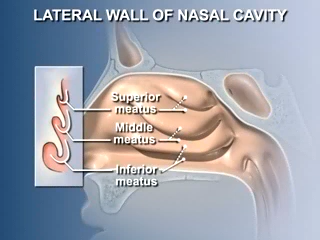 LATERAL WALL OF NASAL CAVITY
Superior
meatus
Middle
meatus
Inferior
meatus